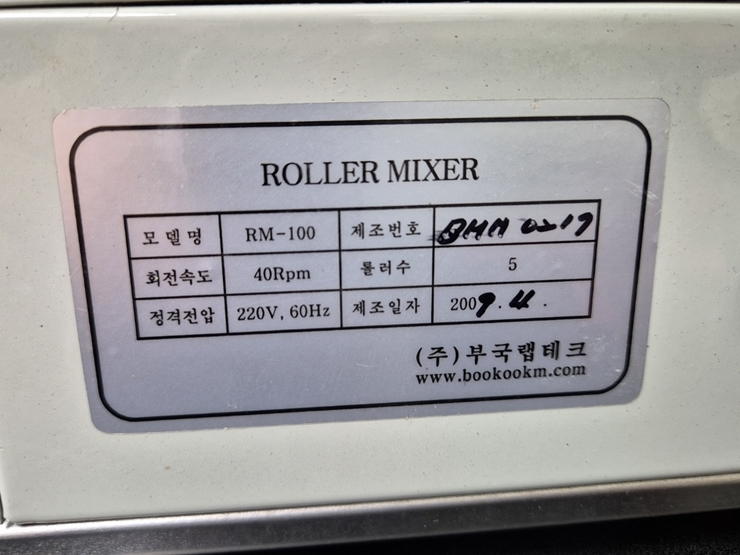 ROLLER MIXER
모델명 RM-100 제조번호 BMM 0219
회전속도 40Rpm 롤러수 5
정격전압 220V, 60Hz 제조일자 2009. 4.
(주)부국랩테크
www.bookookm.com